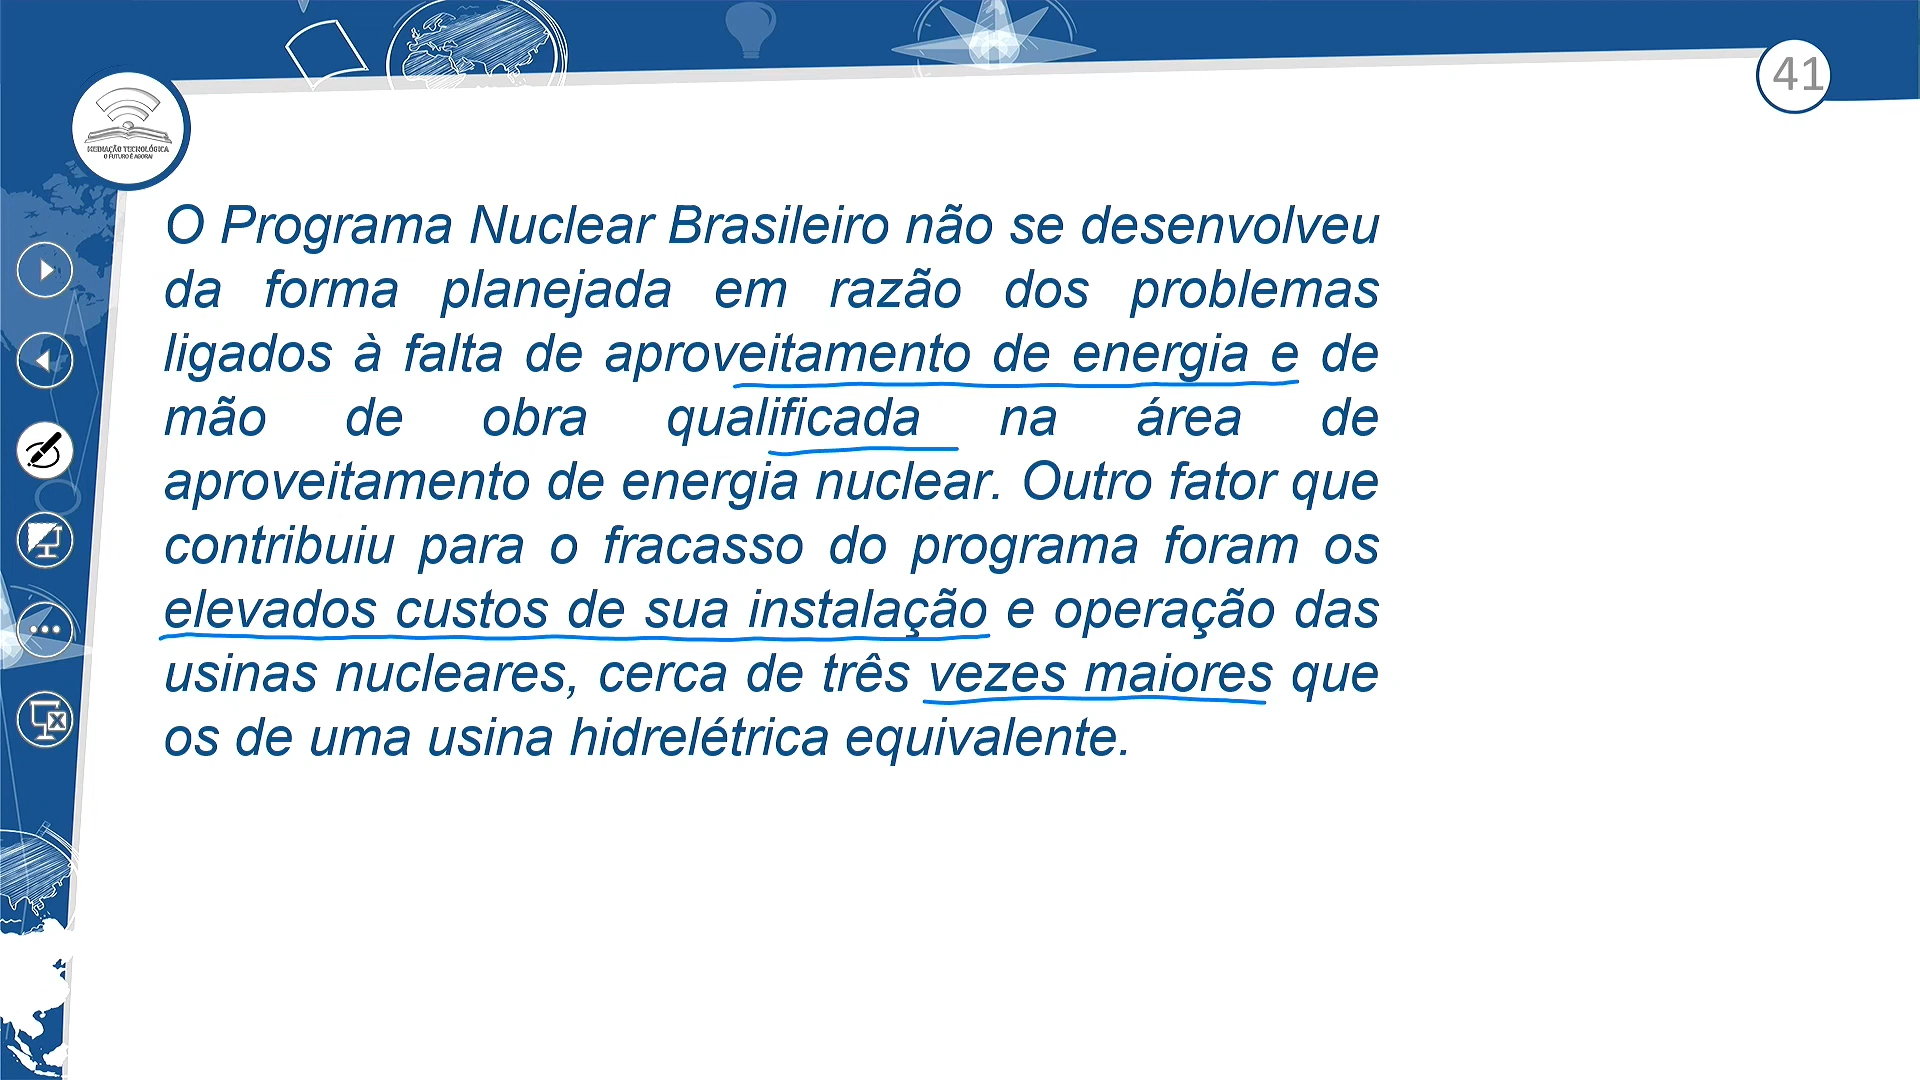 41
MEDIAÇÃO TECNOLÓGICA
O FUTURO É AGORA!
O Programa Nuclear Brasileiro não se desenvolveu
da forma planejada em razão dos problemas
ligados à falta de aproveitamento de energia e de
mão de obra qualificada na área de
aproveitamento de energia nuclear. Outro fator que
contribuiu para o fracasso do programa foram os
elevados custos de sua instalação e operação das
usinas nucleares, cerca de três vezes maiores que
os de uma usina hidrelétrica equivalente.